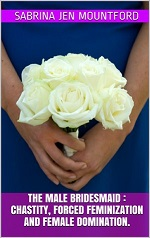 SABRINA JEN MOUNTFORD
THE MALE BRIDESMAID :
CHASTITY, FORCED FEMINIZATION
AND FEMALE DOMINATION.